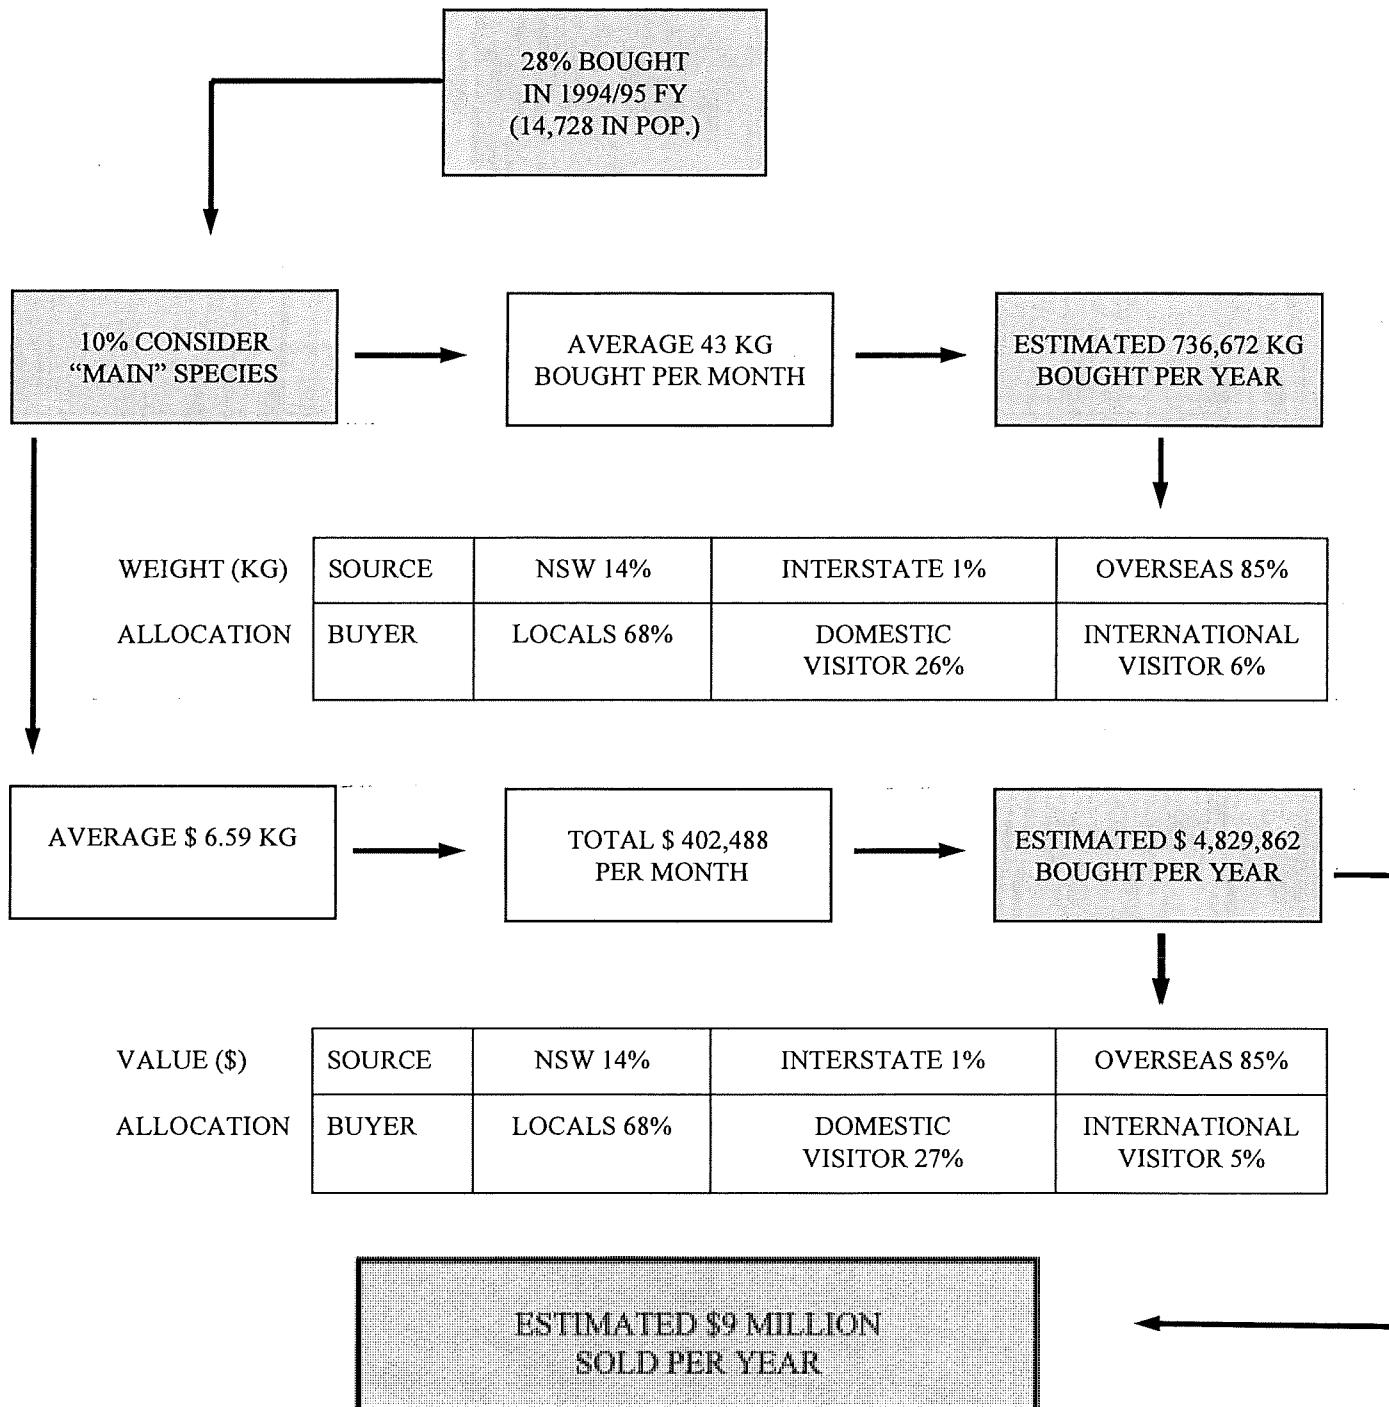 28% BOUGHT
IN 1994/95 FY
(14,728 IN POP.)
10% CONSIDER
“MAIN” SPECIES
AVERAGE 43 KG
BOUGHT PER MONTH
ESTIMATED 736,672 KG
BOUGHT PER YEAR
WEIGHT (KG) SOURCE NSW 14% INTERSTATE 1% OVERSEAS 85%
ALLOCATION BUYER LOCALS 68% DOMESTIC INTERNATIONAL
VISITOR 26% VISITOR 6%
AVERAGE $ 6.59 KG
TOTAL $ 402,488
PER MONTH
ESTIMATED $ 4,829,862
BOUGHT PER YEAR
VALUE ($) SOURCE NSW 14% INTERSTATE 1% OVERSEAS 85%
ALLOCATION BUYER LOCALS 68% DOMESTIC INTERNATIONAL
VISITOR 27% VISITOR 5%
ESTIMATED $9 MILLION
SOLD PER YEAR